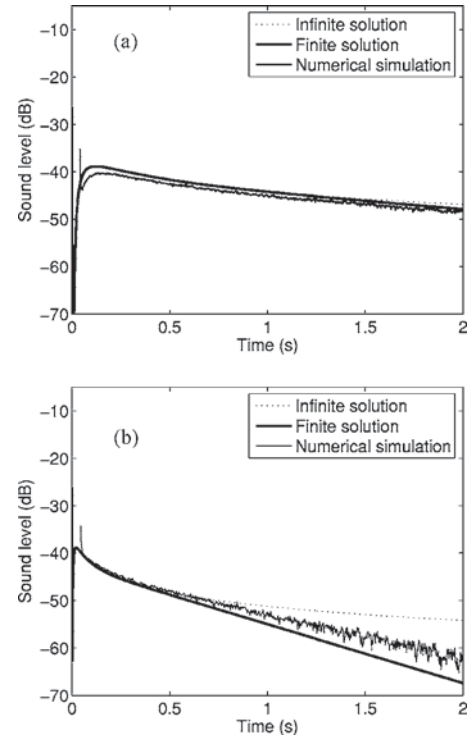 (a)
Infinite solution
Finite solution
Numerical simulation
Sound level (dB)
−10
−20
−30
−40
−50
−60
−70
0
0.5
1
1.5
2
Time (s)
(b)
Infinite solution
Finite solution
Numerical simulation
Sound level (dB)
−10
−20
−30
−40
−50
−60
−70
0
0.5
1
1.5
2
Time (s)